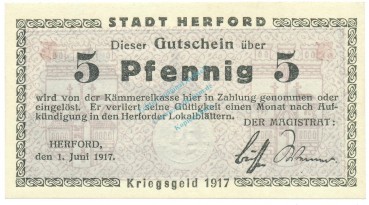 STADT HERFORD
Dieser Gutschein über
5 Pfennig 5
wird von der Kämmereikasse hier in Zahlung genommen oder
eingelöst. Er verliert seine Gültigkeit einen Monat nach Auf-
kündigung in den Herforder Lokalblättern.
DER MAGISTRAT:
HERFORD,
den 1. Juni 1917.
Kriegsgeld 1917